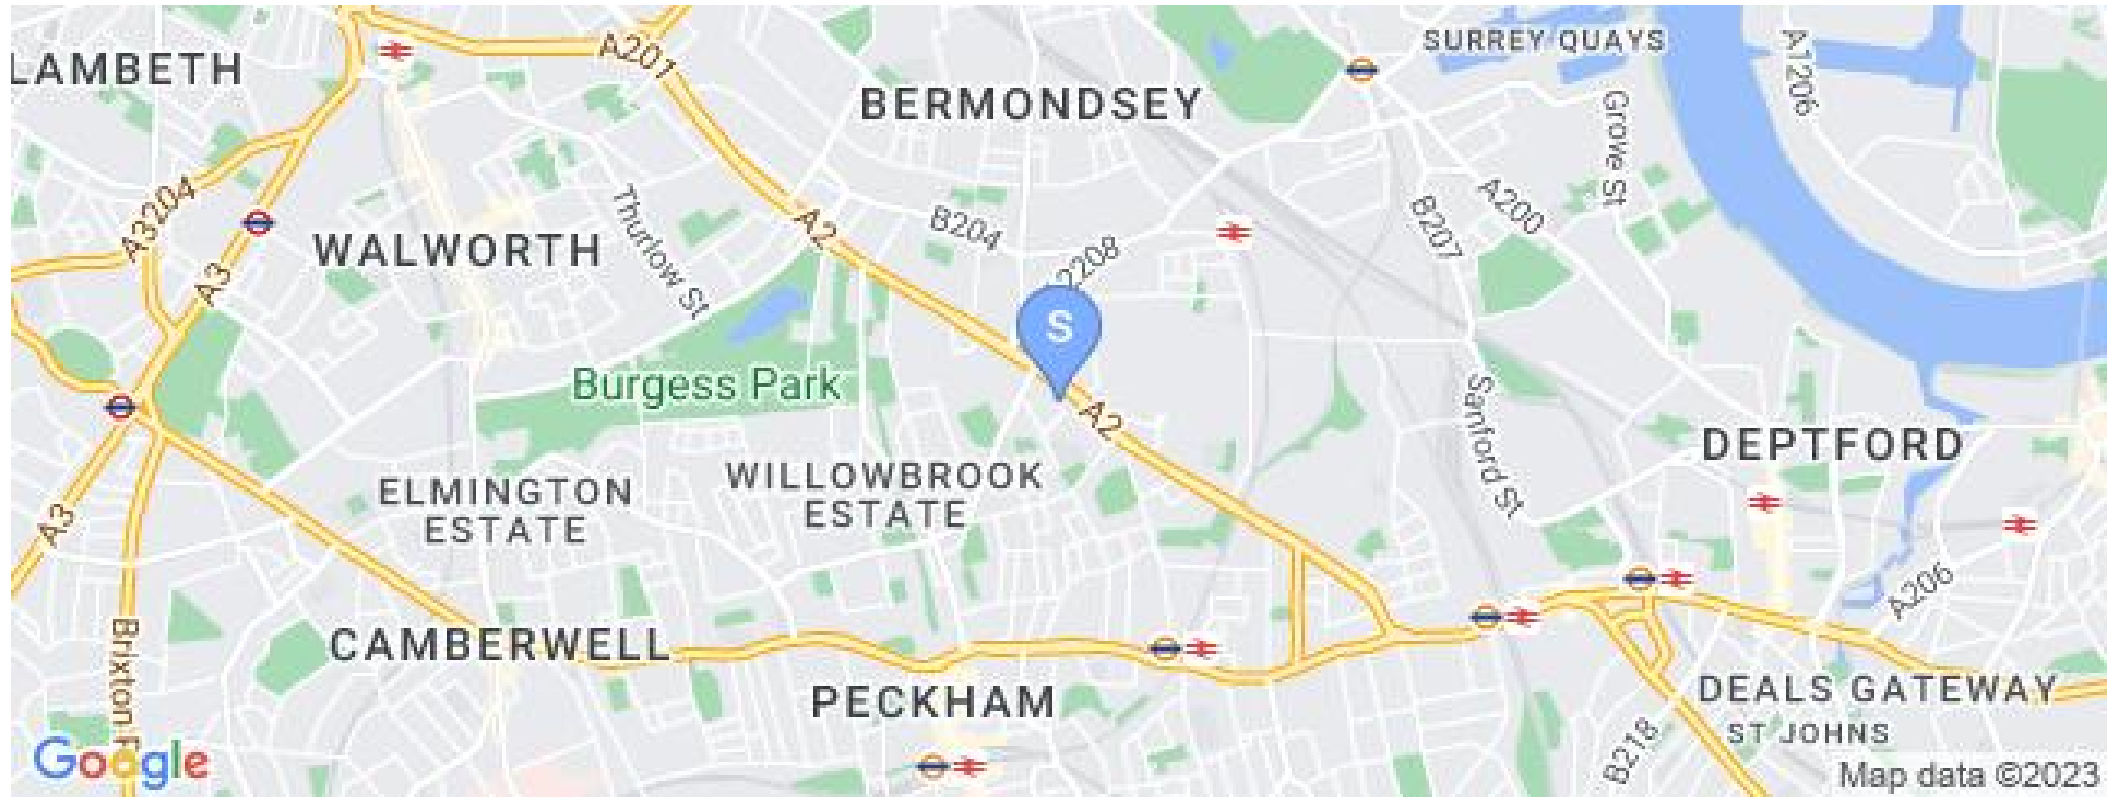 SURREY QUAYS
A1206
A201
LAMBETH
BERMONDSEY
Grove St
A3204
Thurlow St
A2
B204
B207
A200
WALWORTH
2208
A3
S
Burgess Park
A2
Sanford St
DEPTFORD
ELMINGTON
ESTATE
WILLOWBROOK
ESTATE
A3
A206
Brixton R
CAMBERWELL
PECKHAM
DEALS GATEWAY
ST JOHNS
B218
Google
Map data ©2023